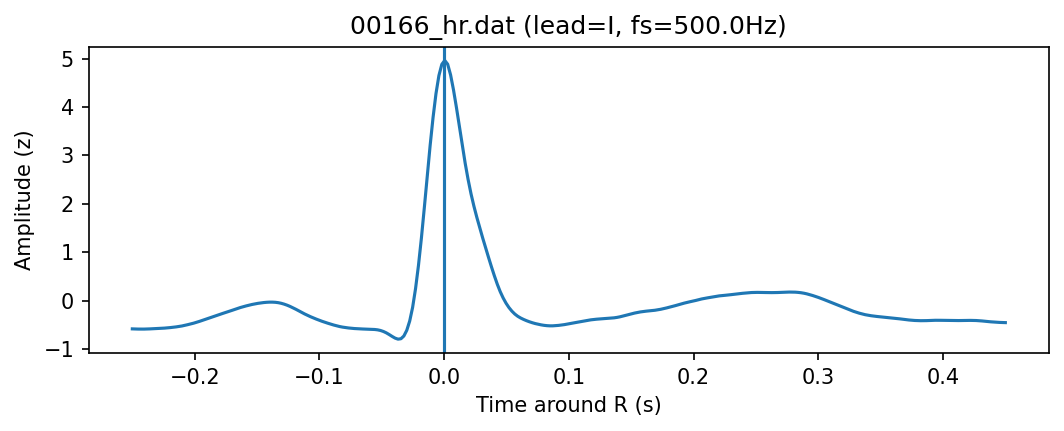 00166_hr.dat (lead=I, fs=500.0Hz)
Amplitude (z)
5
4
3
2
1
0
−1
−0.2 −0.1 0.0 0.1 0.2 0.3 0.4
Time around R (s)